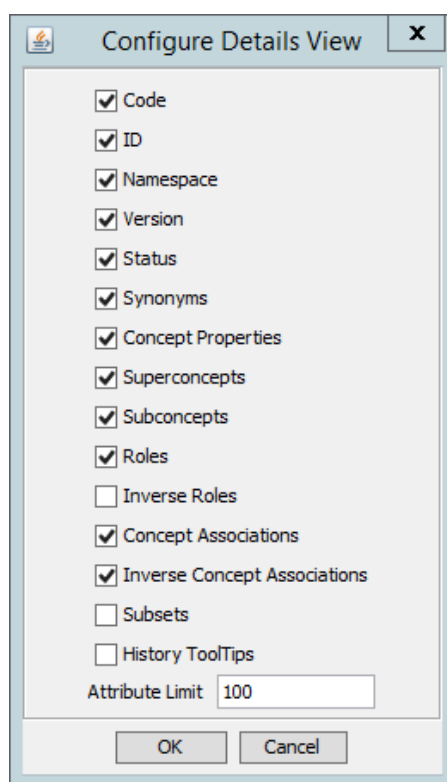 Configure Details View
x
Code
ID
Namespace
Version
Status
Synonyms
Concept Properties
Superconcepts
Subconcepts
Roles
Inverse Roles
Concept Associations
Inverse Concept Associations
Subsets
History ToolTips
Attribute Limit 100
OK Cancel